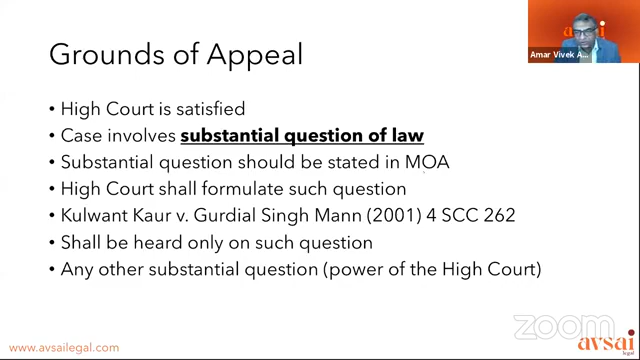 Grounds of Appeal
• High Court is satisfied
• Case involves substantial question of law
• Substantial question should be stated in MOA
• High Court shall formulate such question
• Kulwant Kaur v. Gurdial Singh Mann (2001) 4 SCC 262
• Shall be heard only on such question
• Any other substantial question (power of the High Court)
Amar Vivek A...
zoom
www.avsailegal.com
avsai
legal